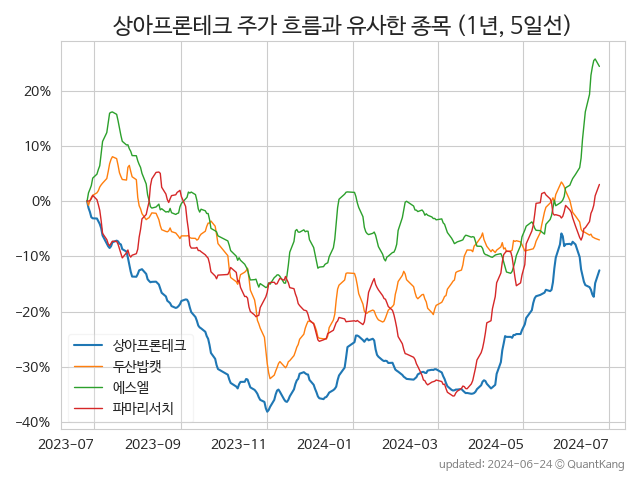 상아프론테크 주가 흐름과 유사한 종목 (1년, 5일선)
20%
10%
0%
−10%
−20%
−30%
−40%
상아프론테크
두산밥캣
에스엘
파마리서치
2023-07 2023-09 2023-11 2024-01 2024-03 2024-05 2024-07
updated: 2024-06-24 ⓒ QuantKang